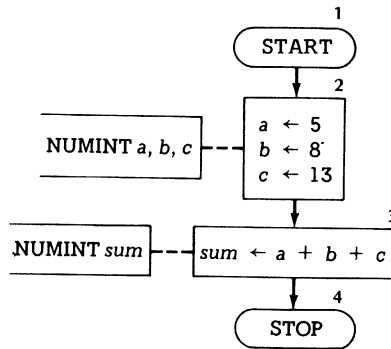 1
START
2
a ← 5
b ← 8
c ← 13
NUMINT a, b, c
3
NUMINT sum
sum ← a + b + c
4
STOP